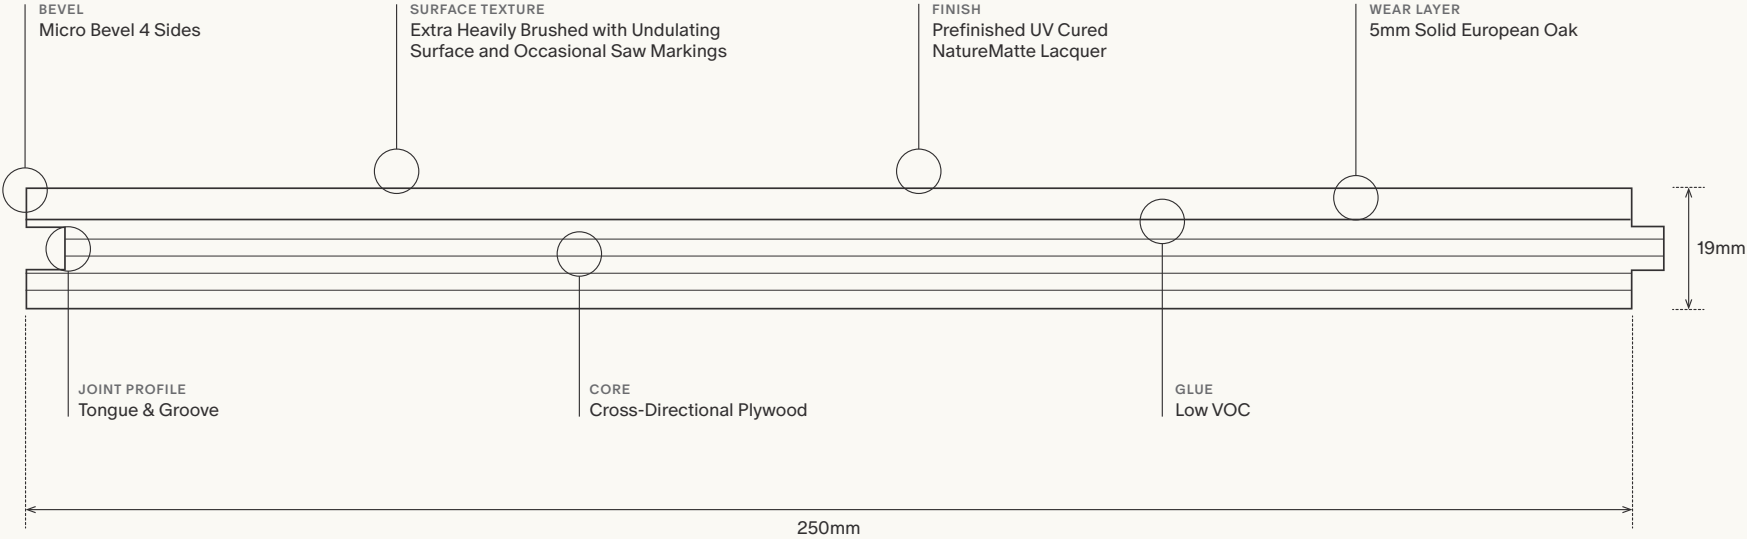 BEVEL
Micro Bevel 4 Sides
SURFACE TEXTURE
Extra Heavily Brushed with Undulating
Surface and Occasional Saw Markings
FINISH
Prefinished UV Cured
NatureMatte Lacquer
WEAR LAYER
5mm Solid European Oak
19mm
JOINT PROFILE
Tongue & Groove
CORE
Cross-Directional Plywood
GLUE
Low VOC
250mm